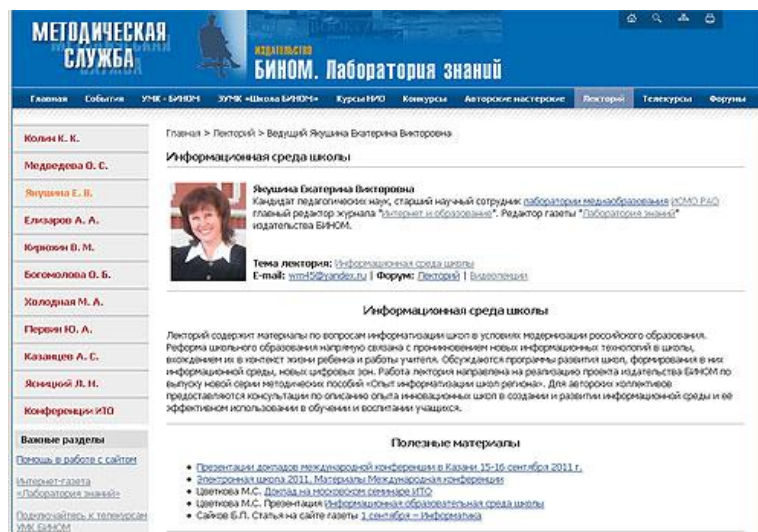 МЕТОДИЧЕСКАЯ
СЛУЖБА
ИЗДАТЕЛЬСТВО
БИНОМ. Лаборатория знаний
Главная События УМК - БИНОМ ЭУМК «Школа БИНОМ» Курсы НИО Конкурсы Авторские мастерские Лекторий Телекурсы Форумы
Колин К. К.
Медведева О. С.
Якушина Е. В.
Елизаров А. А.
Кирюхин В. М.
Богомолова О. Б.
Холодная М. А.
Первин Ю. А.
Казанцев А. С.
Ясницкий Л. Н.
Конференции ИТО
Важные разделы
Помощь в работе с сайтом
Интернет-газета
«Лаборатория знаний»
Подключайтесь к телекурсам
УМК БИНОМ
Главная > Лекторий > Ведущий Якушина Екатерина Викторовна
Информационная среда школы
Якушина Екатерина Викторовна
Кандидат педагогических наук, старший научный сотрудник лаборатории медиаобразования ИСМО РАО
главный редактор журнала "Интернет и образование". Редактор газеты "Лаборатория знаний"
издательства БИНОМ.
Тема лектория: Информационная среда школы
E-mail: wm45@yandex.ru | Форум: Лекторий | Видеолекции
Информационная среда школы
Лекторий содержит материалы по вопросам информатизации школ в условиях модернизации российского образования.
Реформа школьного образования напрямую связана с проникновением новых информационных технологий в школы,
вхождением их в контекст жизни ребенка и работы учителя. Обсуждаются программы развития школ, формирования в них
информационной среды, новых цифровых зон. Работа лектория направлена на реализацию проекта издательства БИНОМ по
выпуску новой серии методических пособий «Опыт информатизации школ региона». Для авторских коллективов
предоставляются консультации по описанию опыта инновационных школ в создании и развитии информационной среды и ее
эффективном использовании в обучении и воспитании учащихся.
Полезные материалы
Презентации докладов международной конференции в Казани 15-16 сентября 2011 г.
Электронная школа 2011. Материалы Международная конференции
Цветкова М.С. Доклад на московском семинаре ИТО
Цветкова М.С. Презентация Информационная образовательная среда школы
Сайков Б.П. Статья на сайте газеты 1 сентября – Информатика